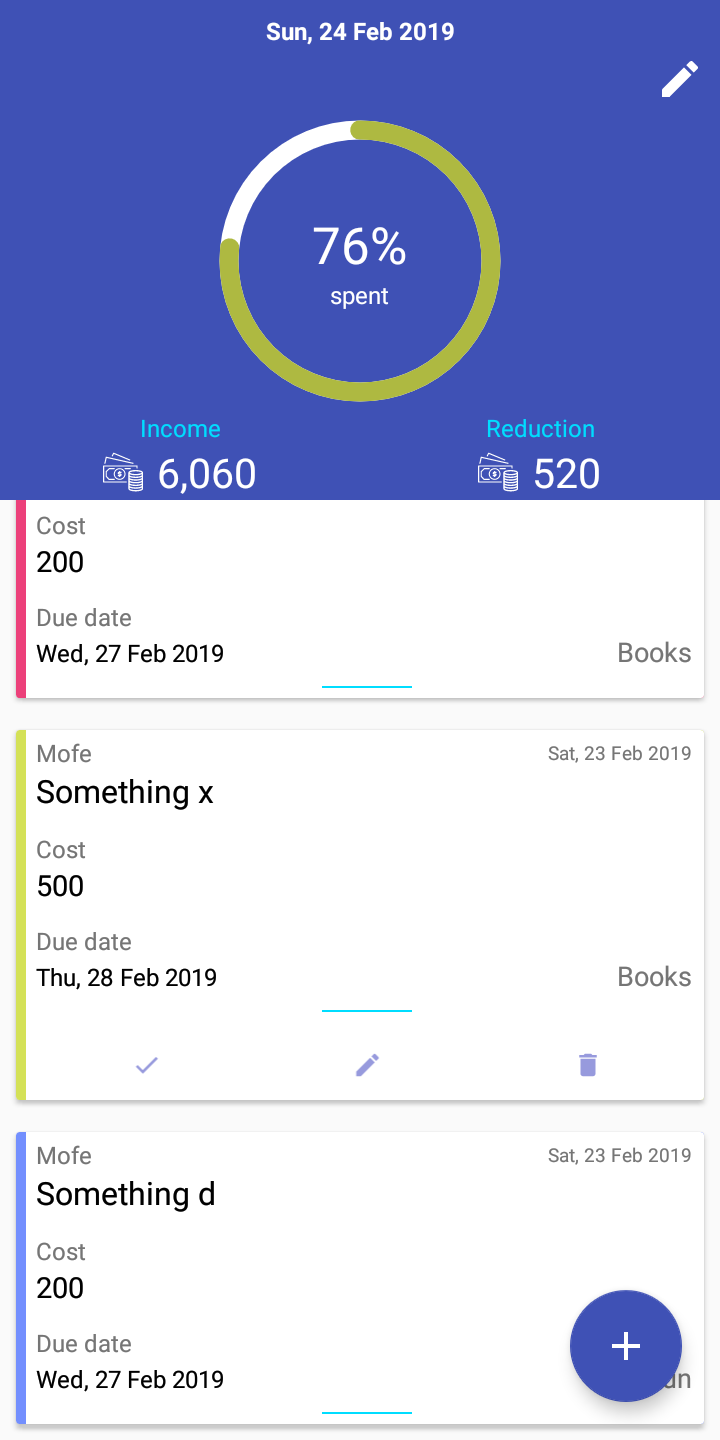 Sun, 24 Feb 2019
76%
spent
Income
Reduction
6,060
520
Cost
200
Due date
Wed, 27 Feb 2019
Books
Mofe
Sat, 23 Feb 2019
Something x
Cost
500
Due date
Thu, 28 Feb 2019
Books
Mofe
Sat, 23 Feb 2019
Something d
Cost
200
Due date
Wed, 27 Feb 2019